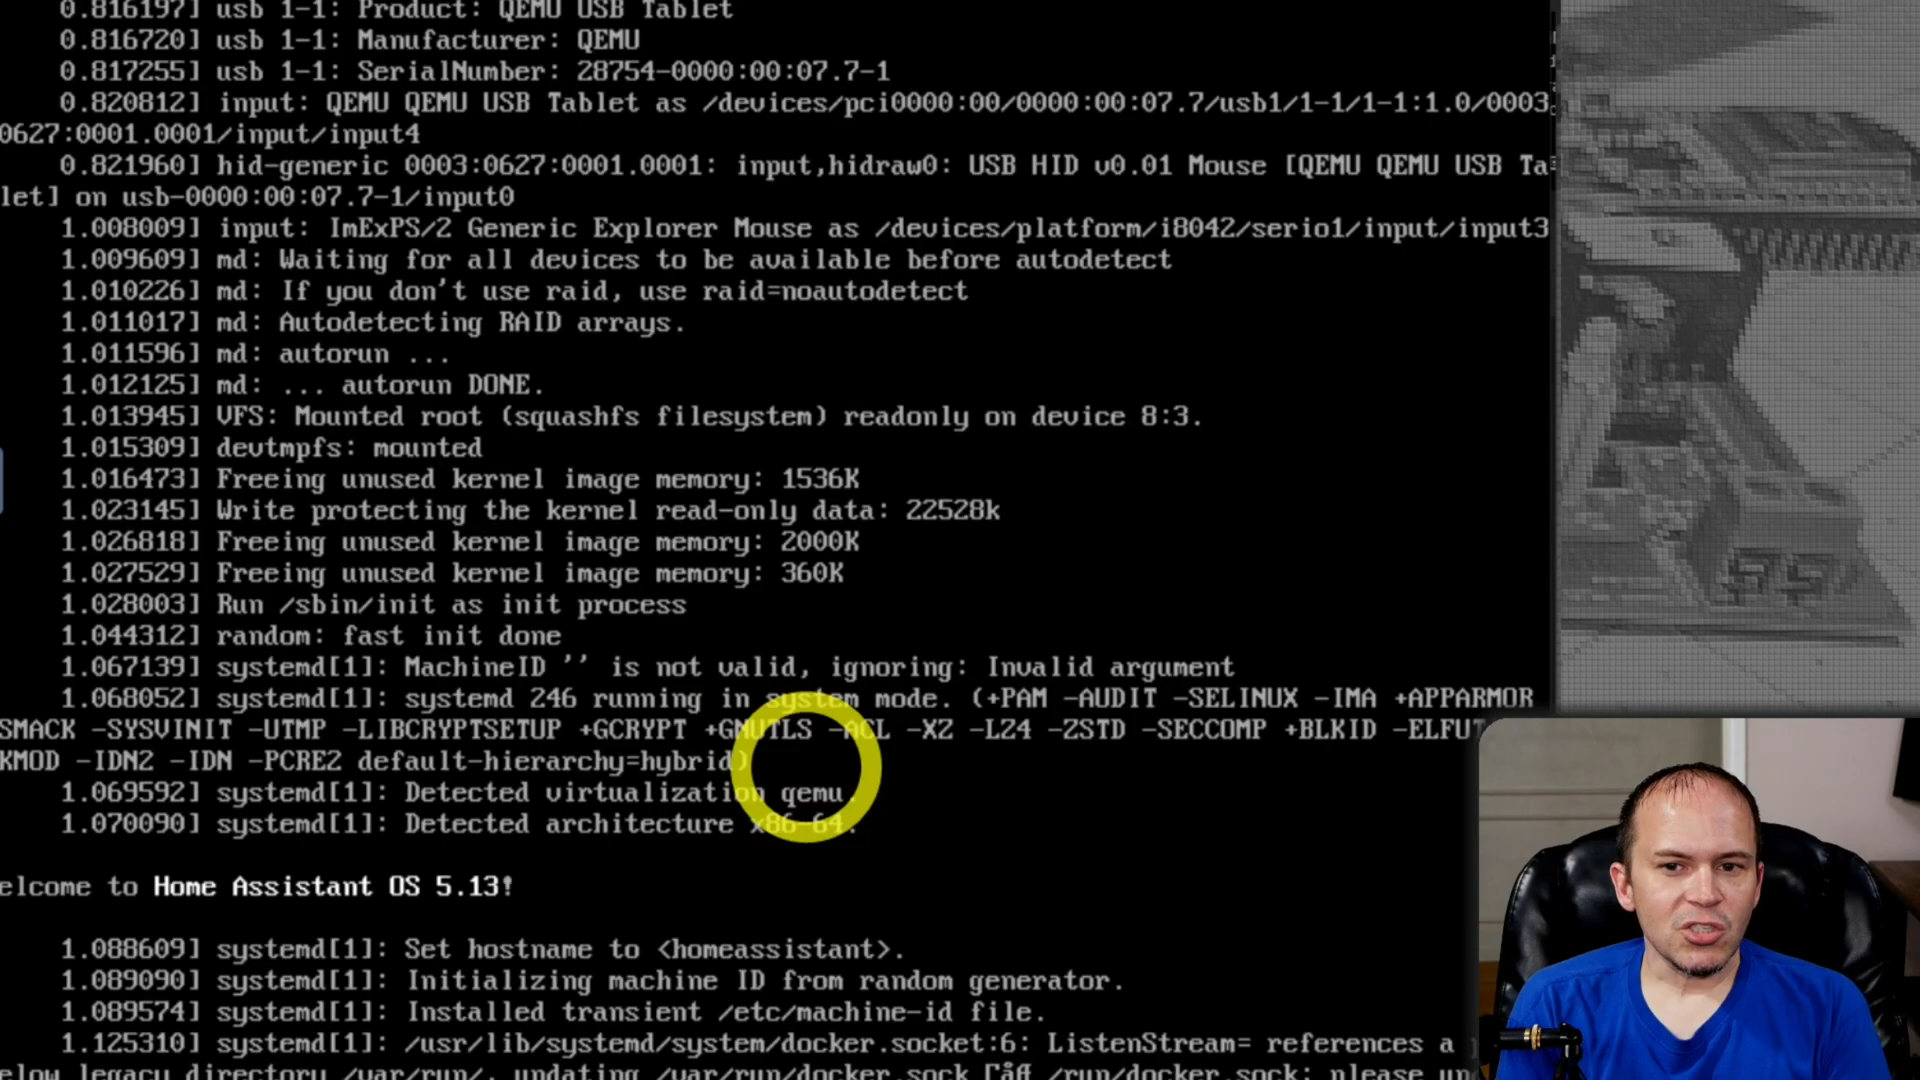 0.816197] usb 1-1: Product: QEMU USB Tablet
0.816720] usb 1-1: Manufacturer: QEMU
0.817255] usb 1-1: SerialNumber: 28754-0000:00:07.7-1
0.820812] input: QEMU QEMU USB Tablet as /devices/pci0000:00/0000:00:07.7/usb1/1-1/1-1:1.0/0003
0627:0001.0001/input/input4
0.821960] hid-generic 0003:0627:0001.0001: input,hidraw0: USB HID v0.01 Mouse [QEMU QEMU USB Ta
let] on usb-0000:00:07.7-1/input0
1.008009] input: ImExPS/2 Generic Explorer Mouse as /devices/platform/i8042/serio1/input/input3
1.009609] md: Waiting for all devices to be available before autodetect
1.010226] md: If you don't use raid, use raid=noautodetect
1.011017] md: Autodetecting RAID arrays.
1.011596] md: autorun ...
1.012125] md: ... autorun DONE.
1.013945] VFS: Mounted root (squashfs filesystem) readonly on device 8:3.
1.015309] devtmpfs: mounted
1.016473] Freeing unused kernel image memory: 1536K
1.023145] Write protecting the kernel read-only data: 22528k
1.026818] Freeing unused kernel image memory: 2000K
1.027529] Freeing unused kernel image memory: 360K
1.028003] Run /sbin/init as init process
1.044312] random: fast init done
1.067139] systemd[1]: MachineID '' is not valid, ignoring: Invalid argument
1.068052] systemd[1]: systemd 246 running in system mode. (+PAM -AUDIT -SELINUX -IMA +APPARMOR
SMACK -SYSVINIT -UTMP -LIBCRYPTSETUP +GCRYPT +GNUTLS -ACL -XZ -LZ4 -ZSTD -SECCOMP +BLKID -ELFUT
KMOD -IDN2 -IDN -PCRE2 default-hierarchy=hybrid)
1.069592] systemd[1]: Detected virtualization qemu.
1.070090] systemd[1]: Detected architecture x86-64.
elcome to Home Assistant OS 5.13!
1.088609] systemd[1]: Set hostname to <homeassistant>.
1.089090] systemd[1]: Initializing machine ID from random generator.
1.089574] systemd[1]: Installed transient /etc/machine-id file.
1.125310] systemd[1]: /usr/lib/systemd/system/docker.socket:6: ListenStream= references a
elow legacy directory /var/run/, updating /var/run/docker.sock Γåff /run/docker.sock; please